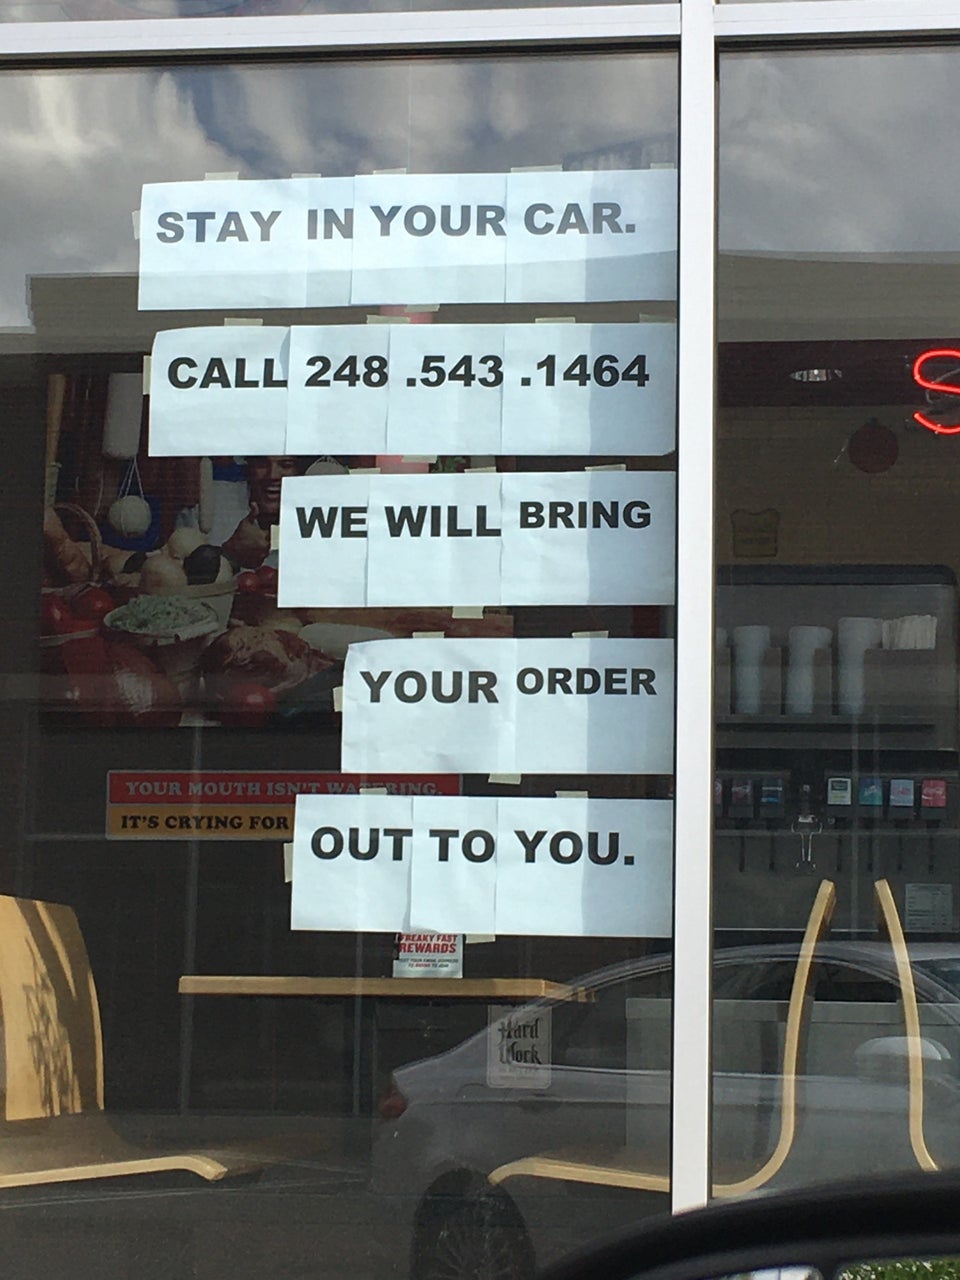 STAY IN YOUR CAR.
CALL 248 .543 .1464
WE WILL BRING
YOUR ORDER
YOUR MOUTH ISN'T WATERING.
IT'S CRYING FOR
OUT TO YOU.
FREAKY FAST
REWARDS
Hard
Work
S